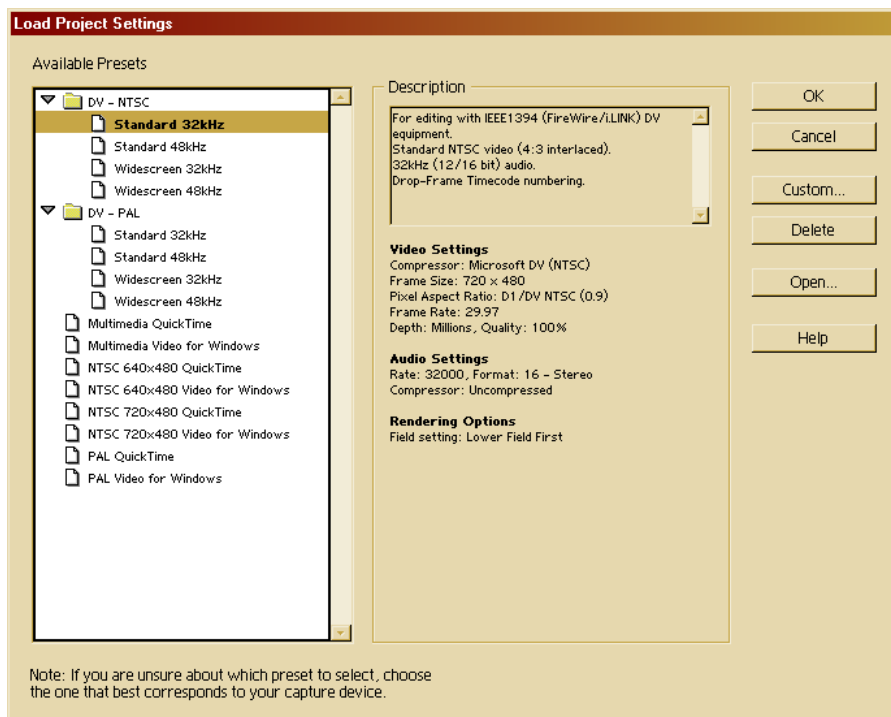 Load Project Settings
Available Presets
DV - NTSC
Standard 32kHz
Standard 48kHz
Widescreen 32kHz
Widescreen 48kHz
DV - PAL
Standard 32kHz
Standard 48kHz
Widescreen 32kHz
Widescreen 48kHz
Multimedia QuickTime
Multimedia Video for Windows
NTSC 640x480 QuickTime
NTSC 640x480 Video for Windows
NTSC 720x480 QuickTime
NTSC 720x480 Video for Windows
PAL QuickTime
PAL Video for Windows
Description
For editing with IEEE1394 (FireWire/i.LINK) DV
equipment.
Standard NTSC video (4:3 interlaced).
32kHz (12/16 bit) audio.
Drop-Frame Timecode numbering.
Video Settings
Compressor: Microsoft DV (NTSC)
Frame Size: 720 x 480
Pixel Aspect Ratio: D1/DV NTSC (0.9)
Frame Rate: 29.97
Depth: Millions, Quality: 100%
Audio Settings
Rate: 32000, Format: 16 - Stereo
Compressor: Uncompressed
Rendering Options
Field setting: Lower Field First
OK
Cancel
Custom...
Delete
Open...
Help
Note: If you are unsure about which preset to select, choose
the one that best corresponds to your capture device.